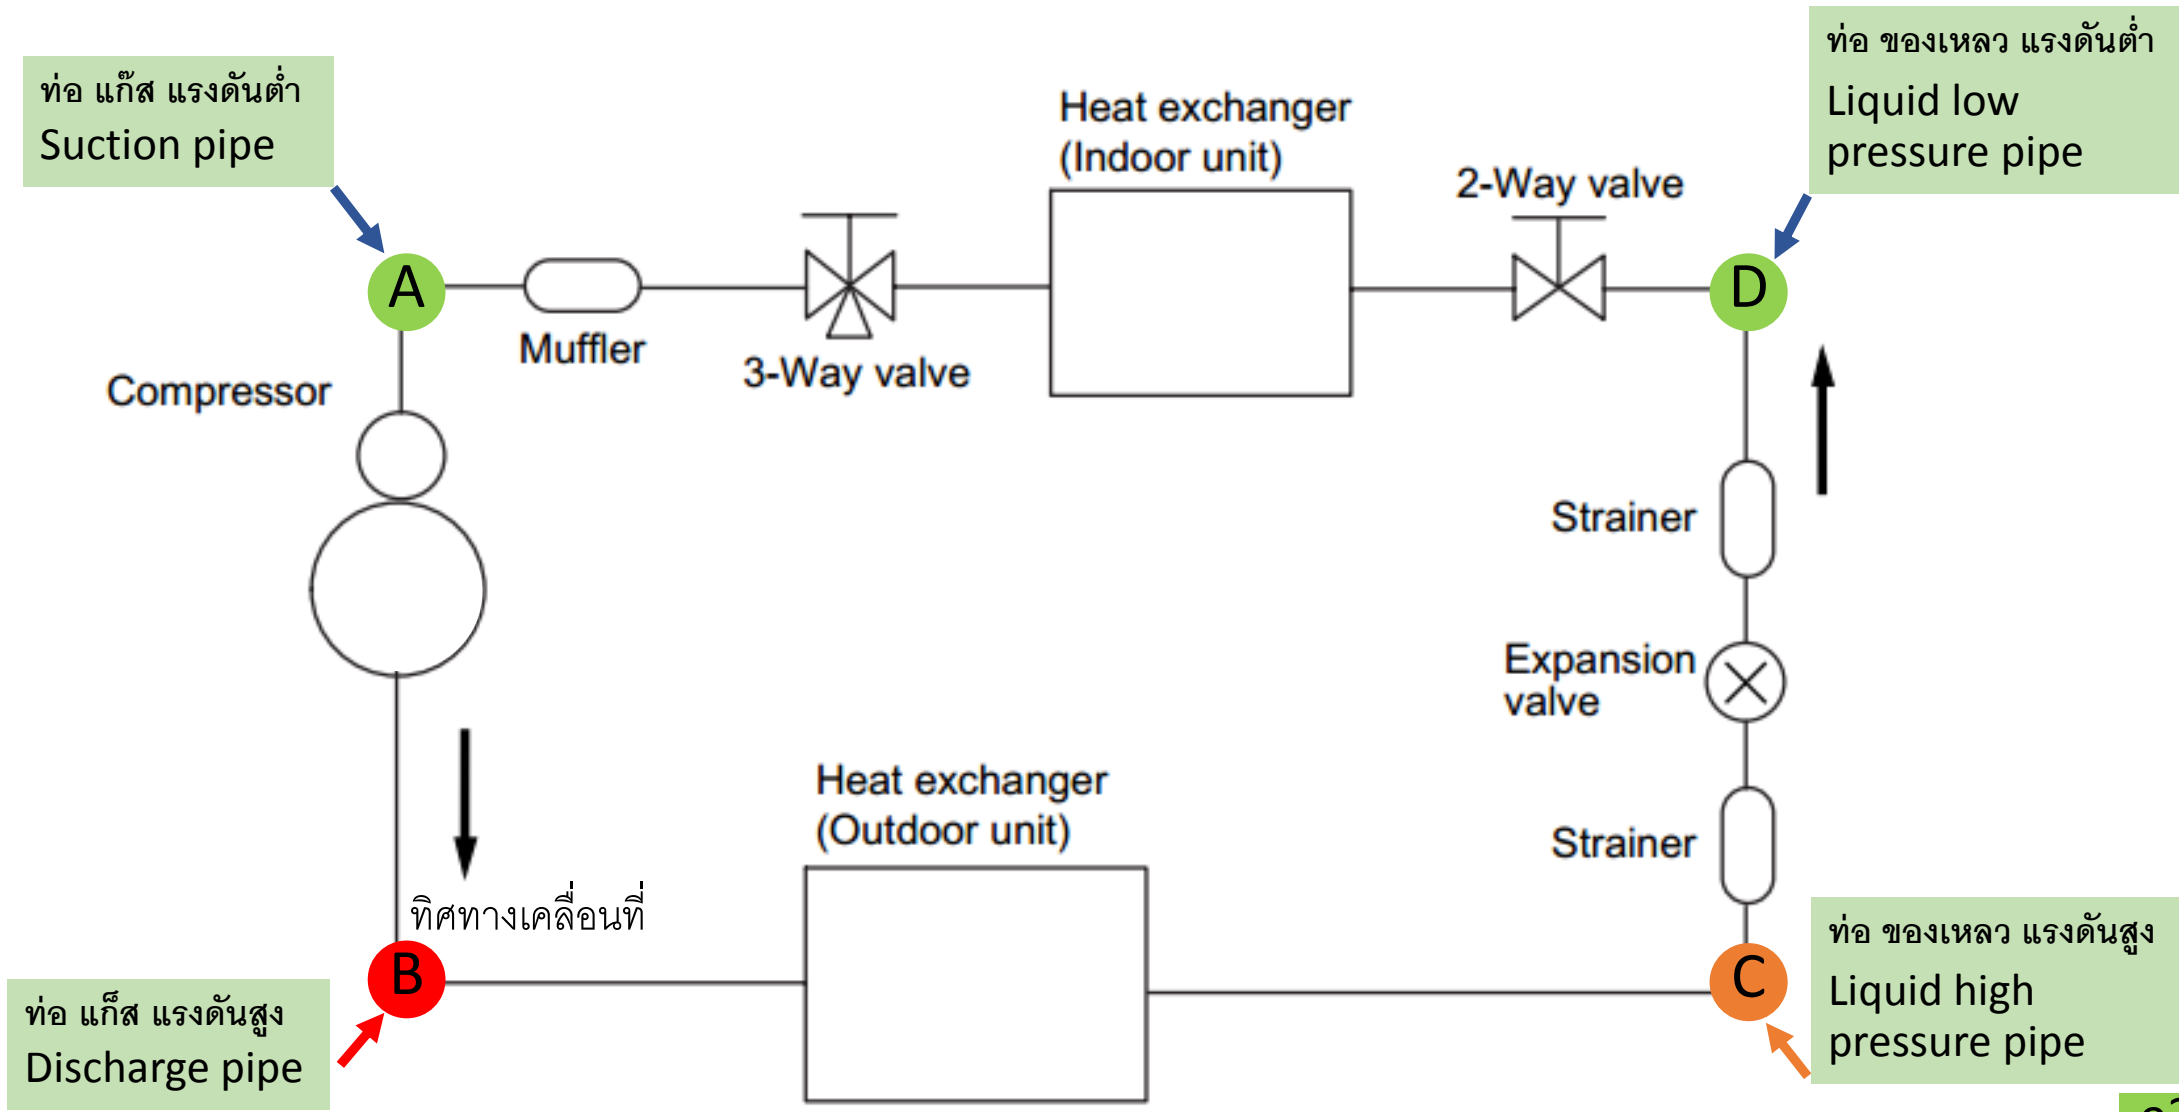 ท่อ แก๊ส แรงดันต่ำ
Suction pipe
Heat exchanger
(Indoor unit)
ท่อ ของเหลว แรงดันต่ำ
Liquid low
pressure pipe
2-Way valve
A
D
Muffler
3-Way valve
Compressor
Strainer
Expansion
valve
Heat exchanger
(Outdoor unit)
Strainer
ทิศทางเคลื่อนที่
B
C
ท่อ แก็ส แรงดันสูง
Discharge pipe
ท่อ ของเหลว แรงดันสูง
Liquid high
pressure pipe